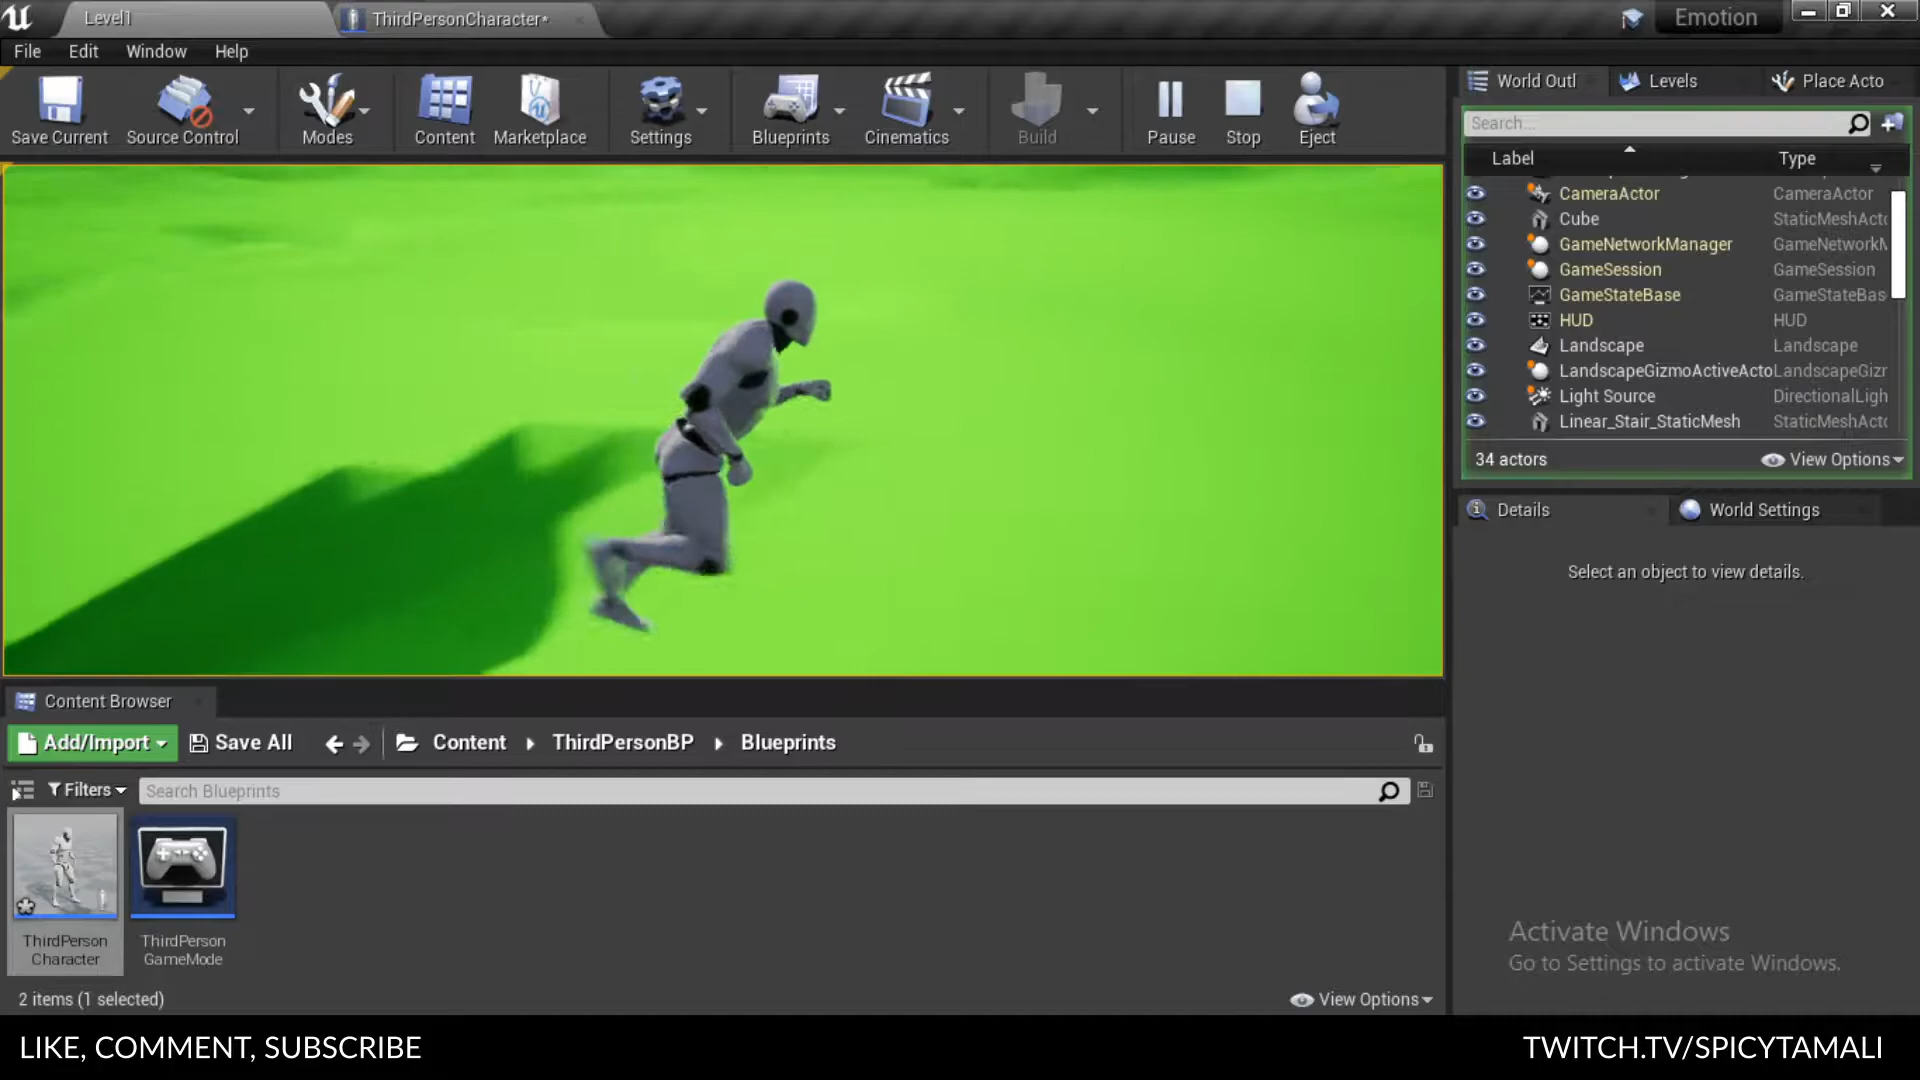 Level1
ThirdPersonCharacter*
Emotion
File Edit Window Help
Save Current
Source Control
Modes
Content
Marketplace
Settings
Blueprints
Cinematics
Build
Pause
Stop
Eject
World Outl
Levels
Place Acto
Search...
Label Type
CameraActor CameraActor
Cube StaticMeshActo
GameNetworkManager GameNetworkM
GameSession GameSession
GameStateBase GameStateBas
HUD HUD
Landscape Landscape
LandscapeGizmoActiveActo LandscapeGizr
Light Source DirectionalLigh
Linear_Stair_StaticMesh StaticMeshActo
34 actors View Options
Details
World Settings
Select an object to view details.
Content Browser
Add/Import Save All Content ThirdPersonBP Blueprints
Filters Search Blueprints
ThirdPerson
Character
ThirdPerson
GameMode
2 items (1 selected)
View Options
Activate Windows
Go to Settings to activate Windows.
LIKE, COMMENT, SUBSCRIBE
TWITCH.TV/SPICYTAMALI